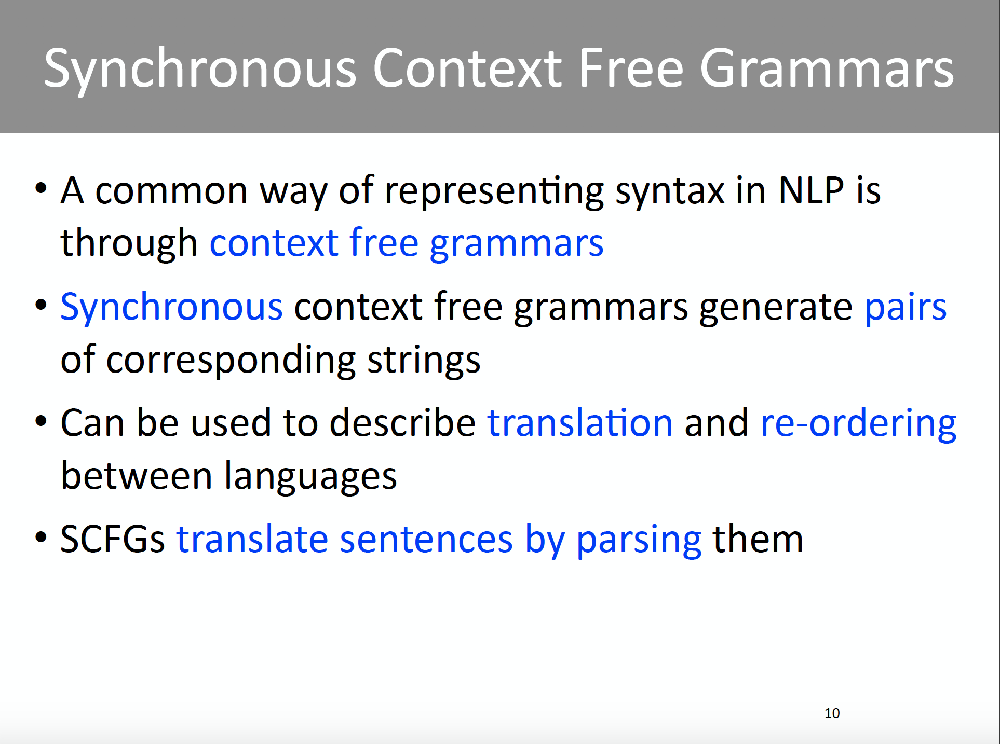 Synchronous Context Free Grammars
• A common way of representing syntax in NLP is
through context free grammars
• Synchronous context free grammars generate pairs
of corresponding strings
• Can be used to describe translation and re-ordering
between languages
• SCFGs translate sentences by parsing them
10